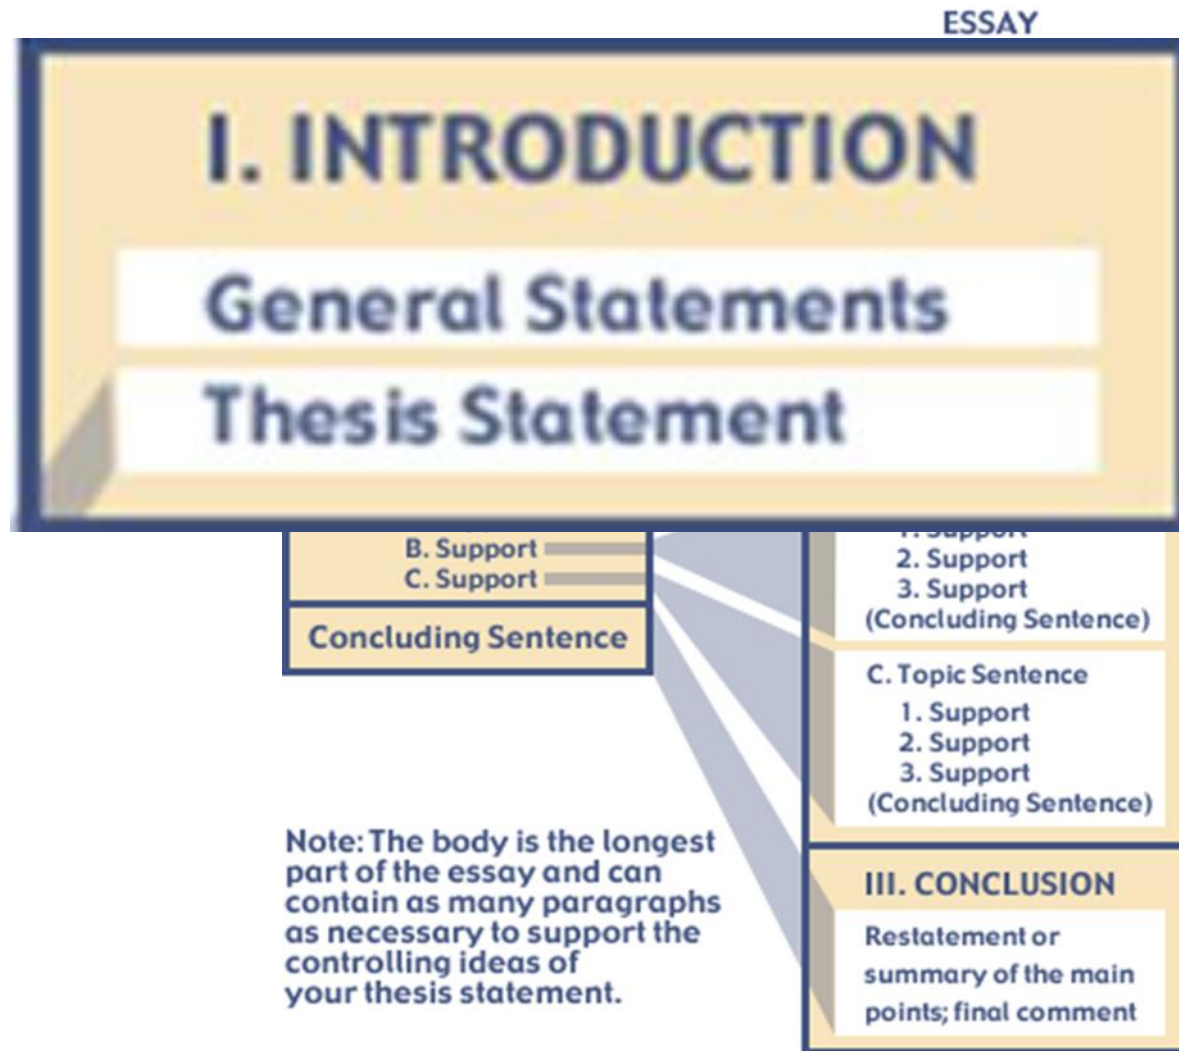 ESSAY
I. INTRODUCTION
General Statements
Thesis Statement
B. Support
C. Support
Concluding Sentence
Note: The body is the longest
part of the essay and can
contain as many paragraphs
as necessary to support the
controlling ideas of
your thesis statement.
1. Support
2. Support
3. Support
(Concluding Sentence)
C. Topic Sentence
1. Support
2. Support
3. Support
(Concluding Sentence)
III. CONCLUSION
Restatement or
summary of the main
points; final comment